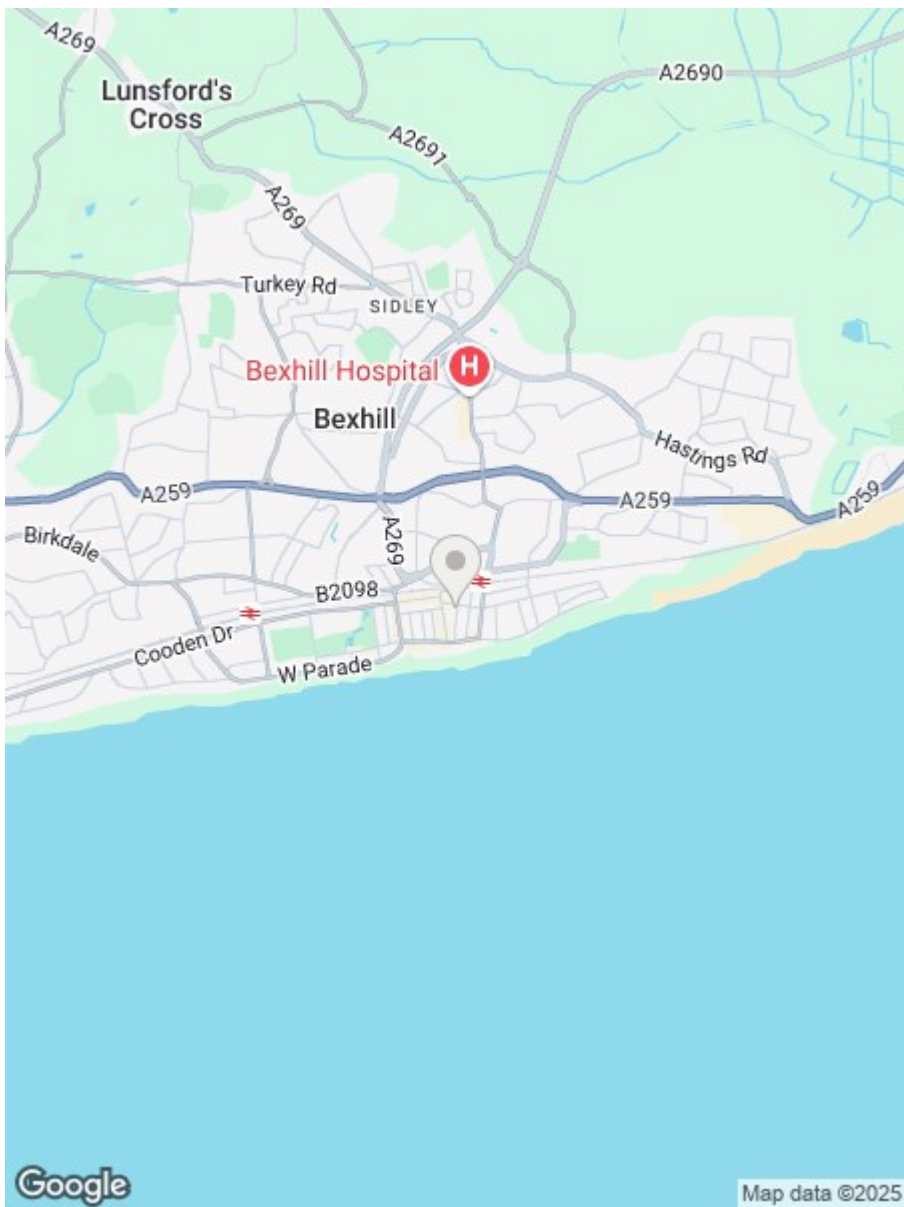 A269
A2690
Lunsford's
Cross
A2691
A269
Turkey Rd
SIDLEY
Bexhill Hospital
H
Bexhill
Hastings Rd
A259
A259
A259
Birkdale
A269
B2098
Cooden Dr
W Parade
Google
Map data ©2025